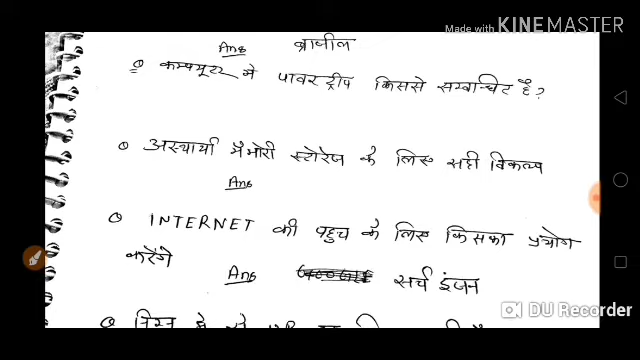 Made with KINEMASTER
Ans ब्राजील
कम्प्यूटर मे पावर ट्रीप किससे सम्बान्धित है?
अस्थायी मैमोरी स्टोरेज के लिए सही विकल्प
Ans
INTERNET की पहुच के लिए किसका प्रयोग
करेंगे
Ans सर्च इंजन
DU Recorder
निम्न